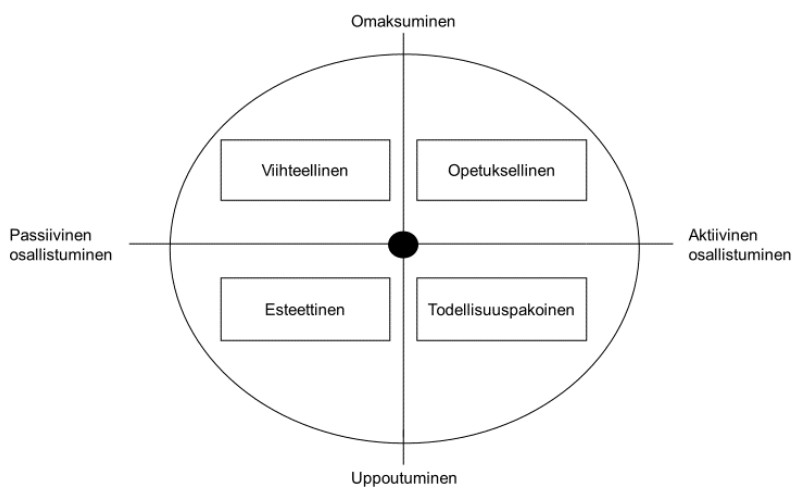 Omaksuminen
Viihteellinen
Opetuksellinen
Passiivinen
osallistuminen
Aktiivinen
osallistuminen
Esteettinen
Todellisuuspakoinen
Uppoutuminen